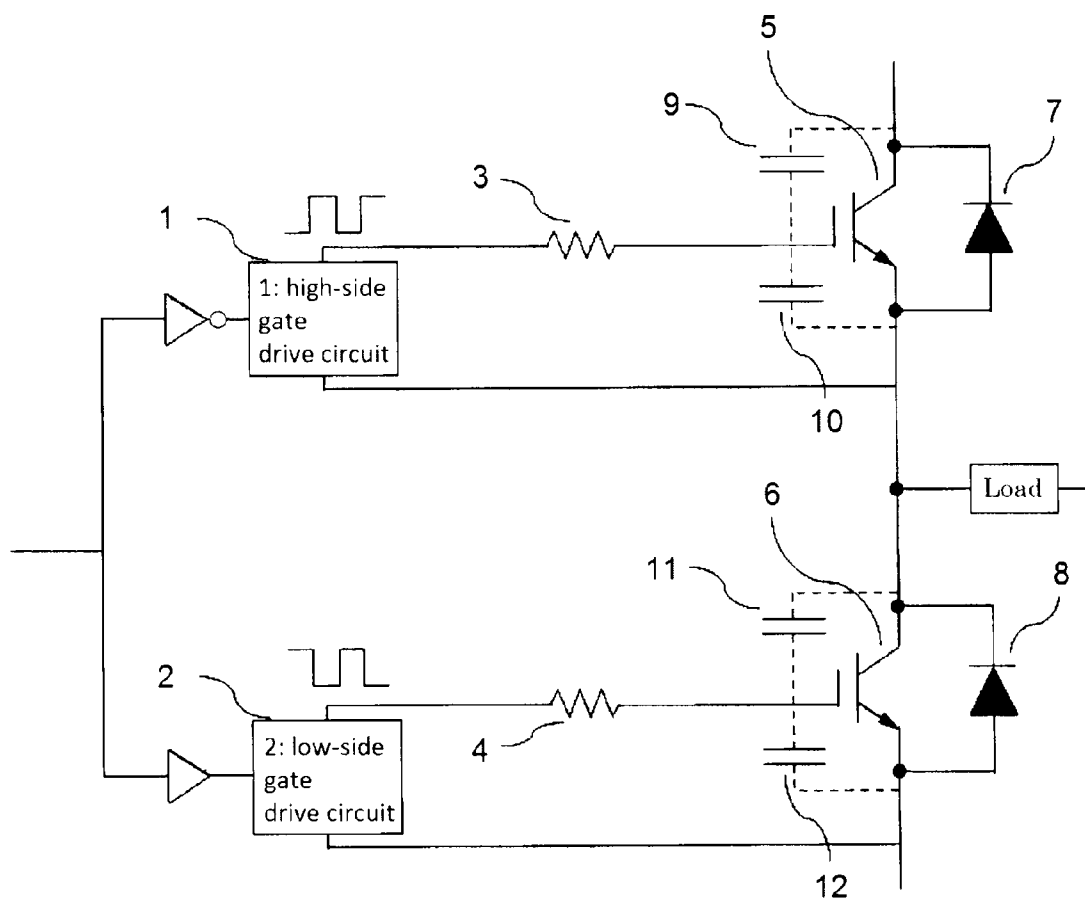 5
9
7
3
1
1: high-side
gate
drive circuit
10
Load
6
11
8
2
4
2: low-side
gate
drive circuit
12